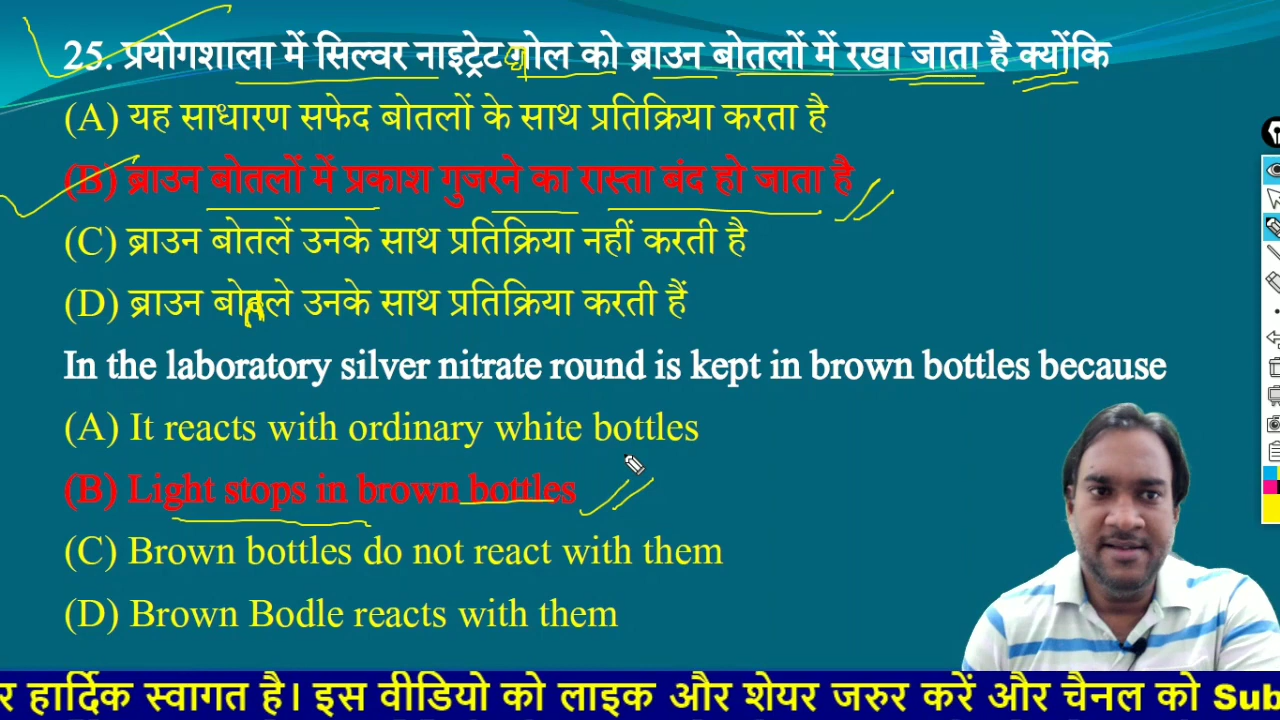 25. प्रयोगशाला में सिल्वर नाइट्रेट गोल को ब्राउन बोतलों में रखा जाता है क्योंकि
(A) यह साधारण सफेद बोतलों के साथ प्रतिक्रिया करता है
(B) ब्राउन बोतलों में प्रकाश गुजरने का रास्ता बंद हो जाता है
(C) ब्राउन बोतलें उनके साथ प्रतिक्रिया नहीं करती है
(D) ब्राउन बोतले उनके साथ प्रतिक्रिया करती हैं
In the laboratory silver nitrate round is kept in brown bottles because
(A) It reacts with ordinary white bottles
(B) Light stops in brown bottles
(C) Brown bottles do not react with them
(D) Brown Bodle reacts with them
र हार्दिक स्वागत है। इस वीडियो को लाइक और शेयर जरुर करें और चैनल को Sub